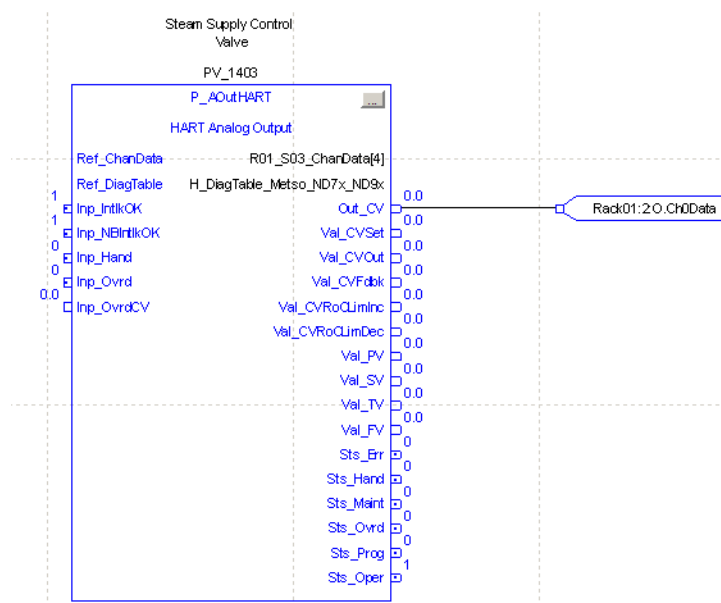 Steam Supply Control
Valve
PV_1403
P_AOutHART
...
HART Analog Output
Ref_ChanData R01_S03_ChanData[4]
Ref_DiagTable H_DiagTable_Metso_ND7x_ND9x
1 Inp_IntlkOK Out_CV 0.0 Rack01:2:O.Ch0Data
1 Inp_NBIntlkOK Val_CVSet 0.0
0 Inp_Hand Val_CVOut 0.0
0 Inp_Ovrd Val_CVFdbk 0.0
0.0 Inp_OvrdCV Val_CVRoCLimInc 0.0
Val_CVRoCLimDec 0.0
Val_PV 0.0
Val_SV 0.0
Val_TV 0.0
Val_FV 0.0
Sts_Err 0
Sts_Hand 0
Sts_Maint 0
Sts_Ovrd 0
Sts_Prog 0
Sts_Oper 1